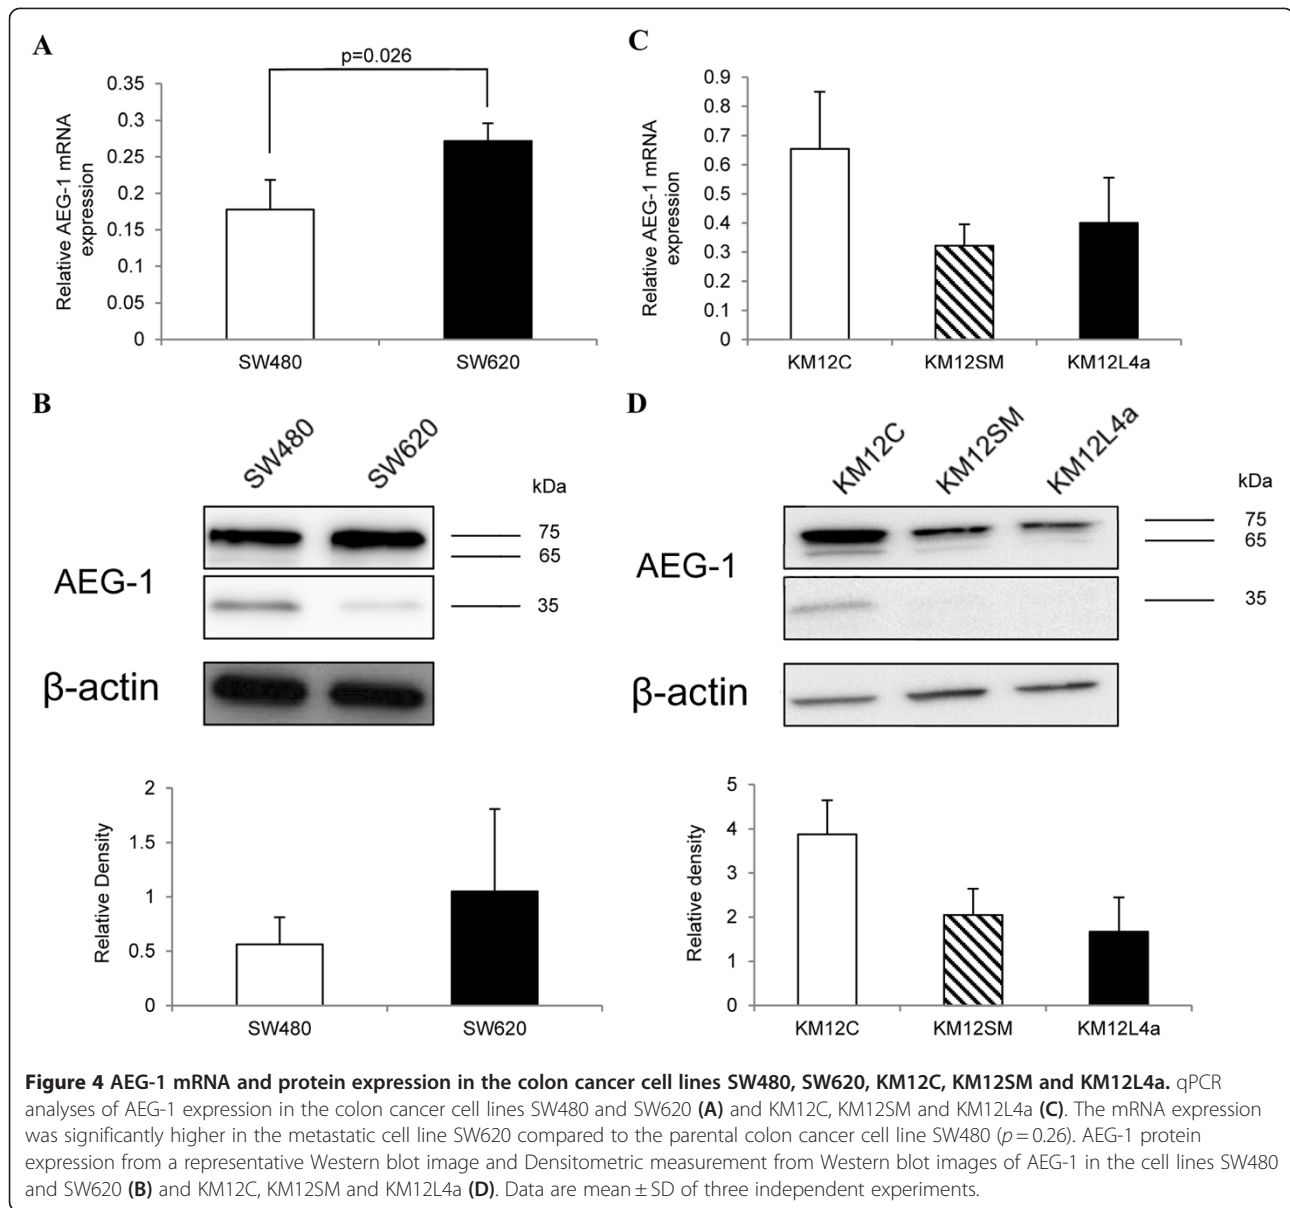 A
p=0.026
0.35
0.3
0.25
0.2
0.15
0.1
0.05
0
Relative AEG-1 mRNA
expression
SW480
SW620
C
0.9
0.8
0.7
0.6
0.5
0.4
0.3
0.2
0.1
0
Relative AEG-1 mRNA
expression
KM12C
KM12SM
KM12L4a
B
SW480
SW620
kDa
75
65
35
AEG-1
β-actin
2
1.5
1
0.5
0
Relative Density
SW480
SW620
D
KM12C
KM12SM
KM12L4a
kDa
75
65
35
AEG-1
β-actin
5
4
3
2
1
0
Relative density
KM12C
KM12SM
KM12L4a
Figure 4 AEG-1 mRNA and protein expression in the colon cancer cell lines SW480, SW620, KM12C, KM12SM and KM12L4a. qPCR
analyses of AEG-1 expression in the colon cancer cell lines SW480 and SW620 (A) and KM12C, KM12SM and KM12L4a (C). The mRNA expression
was significantly higher in the metastatic cell line SW620 compared to the parental colon cancer cell line SW480 (p = 0.26). AEG-1 protein
expression from a representative Western blot image and Densitometric measurement from Western blot images of AEG-1 in the cell lines SW480
and SW620 (B) and KM12C, KM12SM and KM12L4a (D). Data are mean ± SD of three independent experiments.